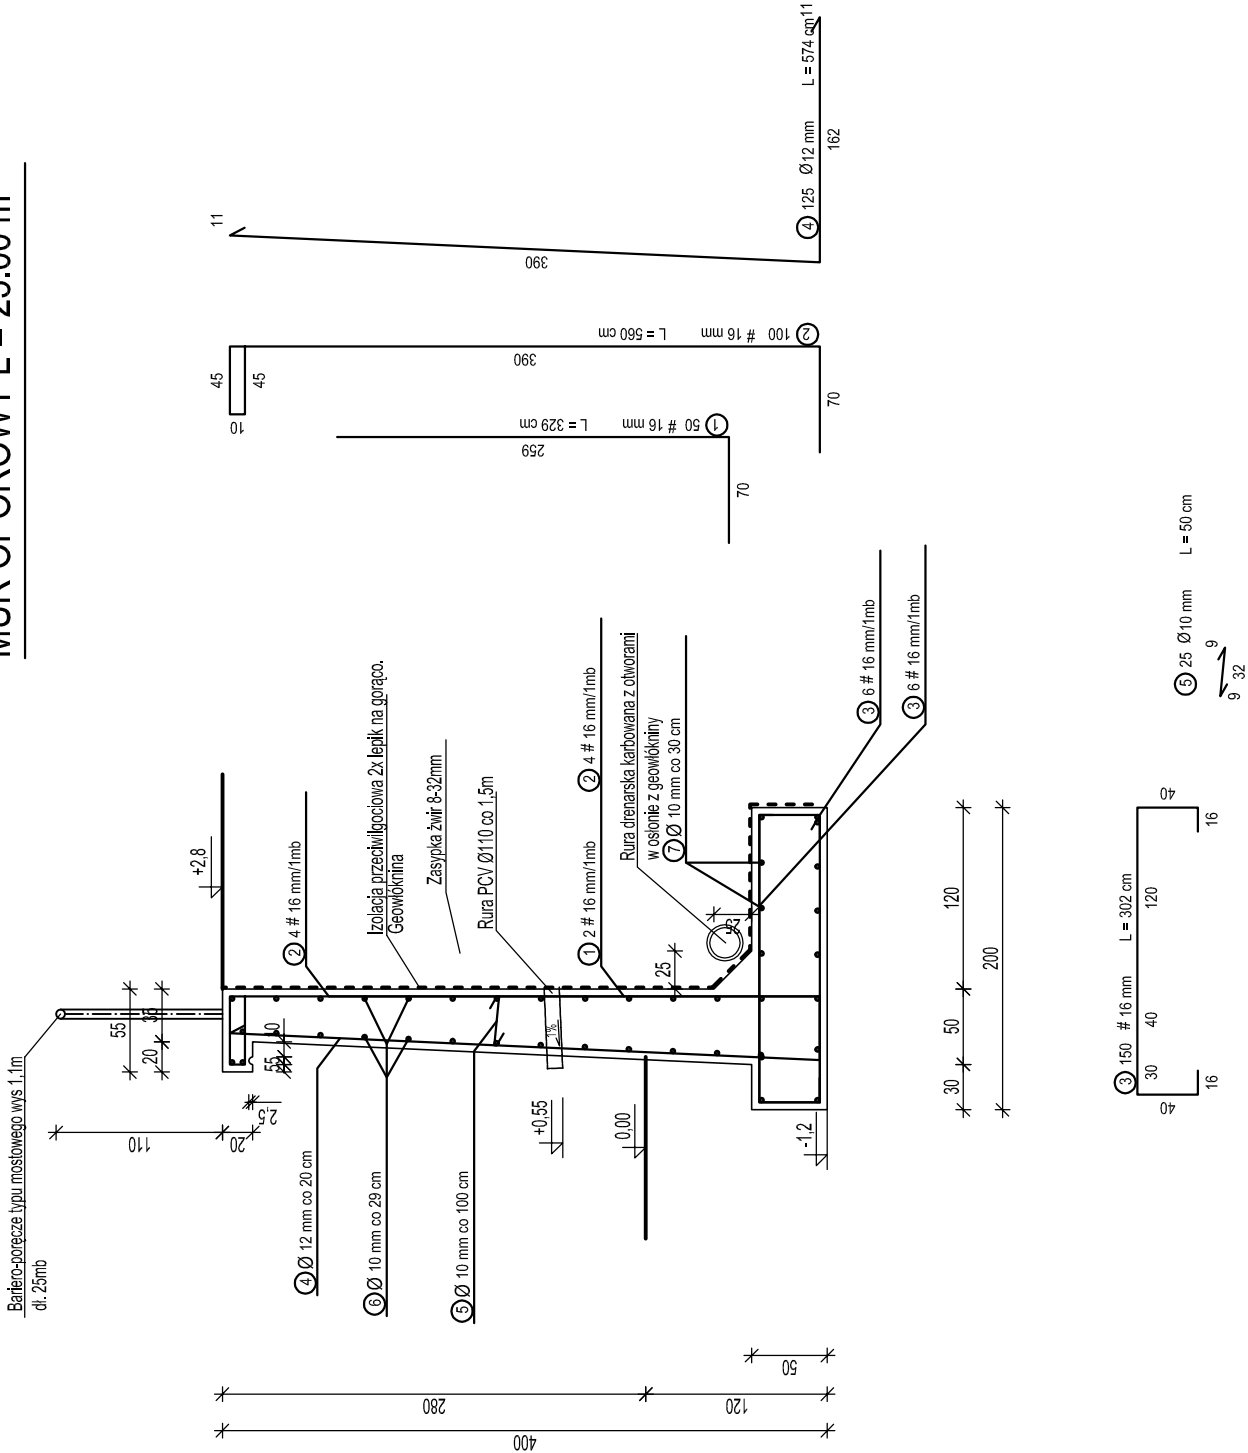 11
390
④ 125 Ø12 mm L = 574 cm
11
162
45
45
10
390
② 100 # 16 mm L = 560 cm
70
① 50 # 16 mm L = 329 cm
259
70
Bariero-poręcze typu mostowego wys 1,1m
dł. 25mb
+2,8
② 4 # 16 mm/1mb
Izolacja przeciwilgociowa 2x lepik na gorąco.
Geowłóknina
Zasypka żwir 8-32mm
Rura PCV Ø110 co 1,5m
① 2 # 16 mm/1mb ② 4 # 16 mm/1mb
Rura drenarska karbowana z otworami
w osłonie z geowłókniny
⑦ Ø 10 mm co 30 cm
③ 6 # 16 mm/1mb
③ 6 # 16 mm/1mb
55
20
110
20
2,5
25
25
1%
+0,55
0,00
-1,2
④ Ø 12 mm co 20 cm
⑥ Ø 10 mm co 29 cm
⑤ Ø 10 mm co 100 cm
50
280
120
400
30
50
120
200
③ 150 # 16 mm L = 302 cm
30
40
120
40
40
16
16
⑤ 25 Ø10 mm L = 50 cm
9
32
9